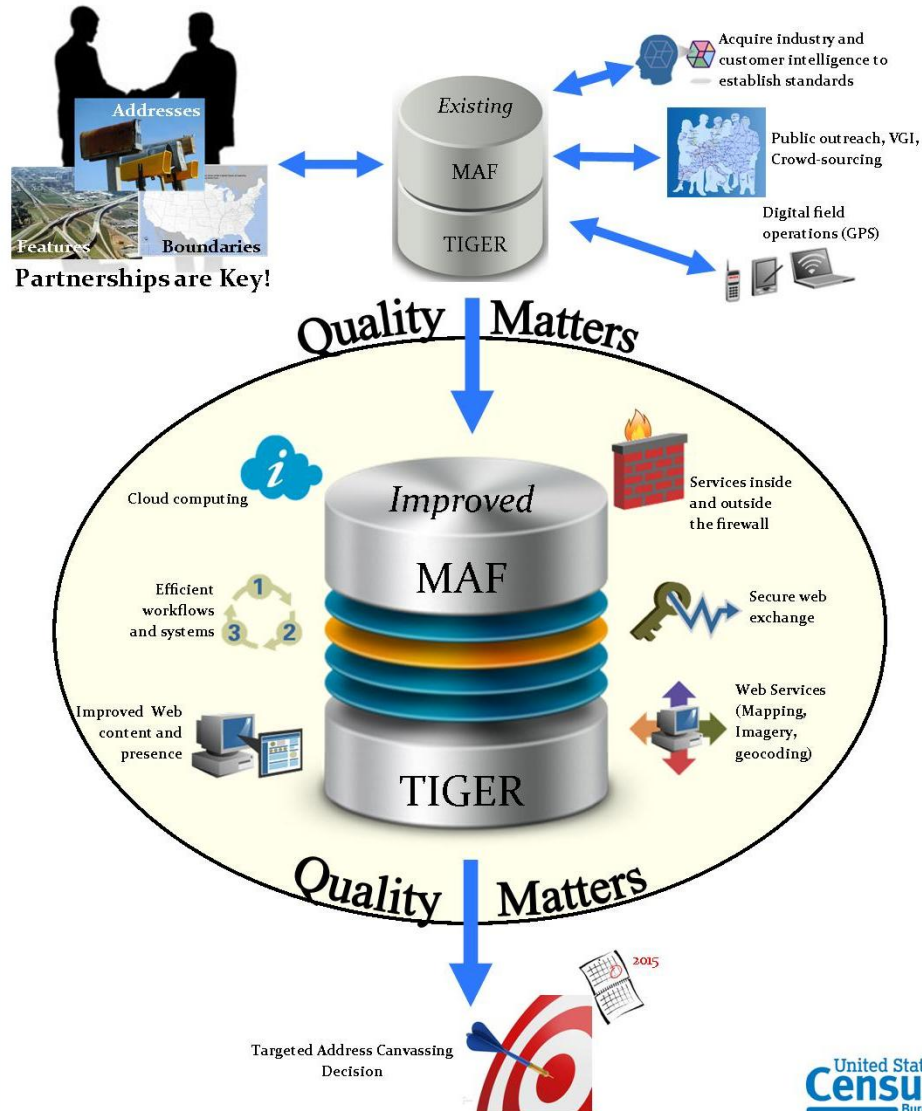 Addresses
Features
Boundaries
Partnerships are Key!
Existing
MAF
TIGER
Acquire industry and
customer intelligence to
establish standards
Public outreach, VGI,
Crowd-sourcing
Digital field
operations (GPS)
Quality Matters
Cloud computing
Efficient
workflows
and systems
1
3 2
Improved Web
content and
presence
Improved
MAF
TIGER
Services inside
and outside
the firewall
Secure web
exchange
Web Services
(Mapping,
Imagery,
geocoding)
Quality Matters
2015
Targeted Address Canvassing
Decision
United Stat
Censu
Bur